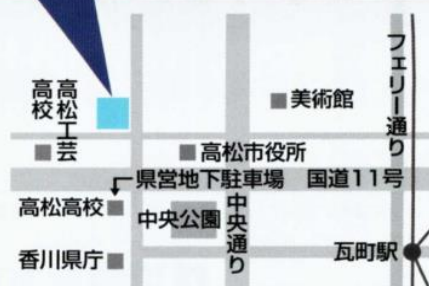 高松工芸
高校
美術館
フェリー通り
高松市役所
県営地下駐車場 国道11号
高松高校
中央公園
中央通り
香川県庁
瓦町駅